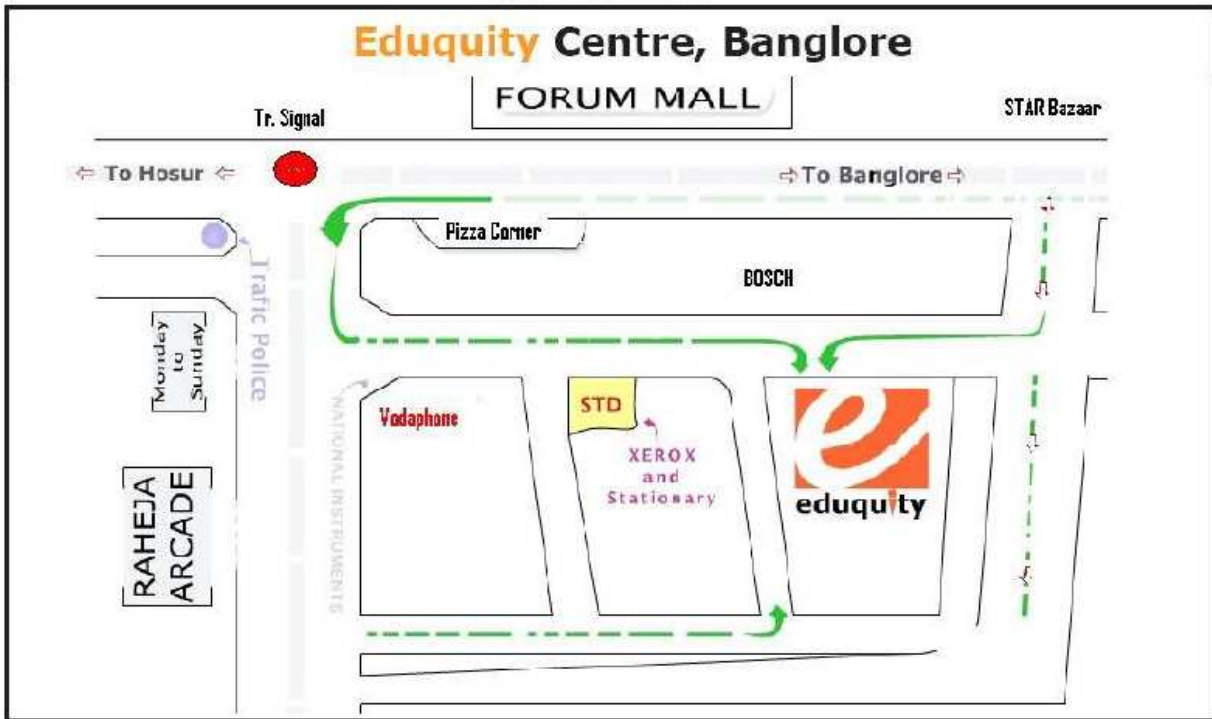 Eduquity Centre, Banglore
FORUM MALL
Tr. Signal
STAR Bazaar
To Hosur
To Banglore
Pizza Corner
BOSCH
Trafic Police
Monday
to
Sunday
NATIONAL INSTRUMENTS
Vodaphone
STD
XEROX
and
Stationary
eduquity
RAHEJA
ARCADE